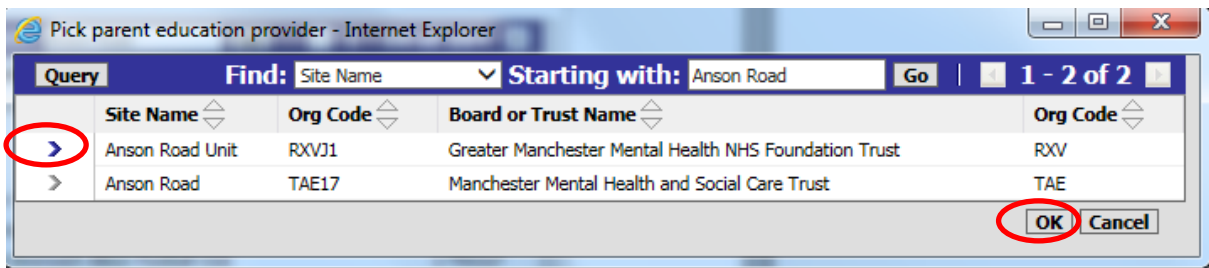 Pick parent education provider - Internet Explorer
Query Find: Site Name Starting with: Anson Road Go | 1 - 2 of 2
Site Name Org Code Board or Trust Name Org Code
Anson Road Unit RXVJ1 Greater Manchester Mental Health NHS Foundation Trust RXV
Anson Road TAE17 Manchester Mental Health and Social Care Trust TAE
OK Cancel